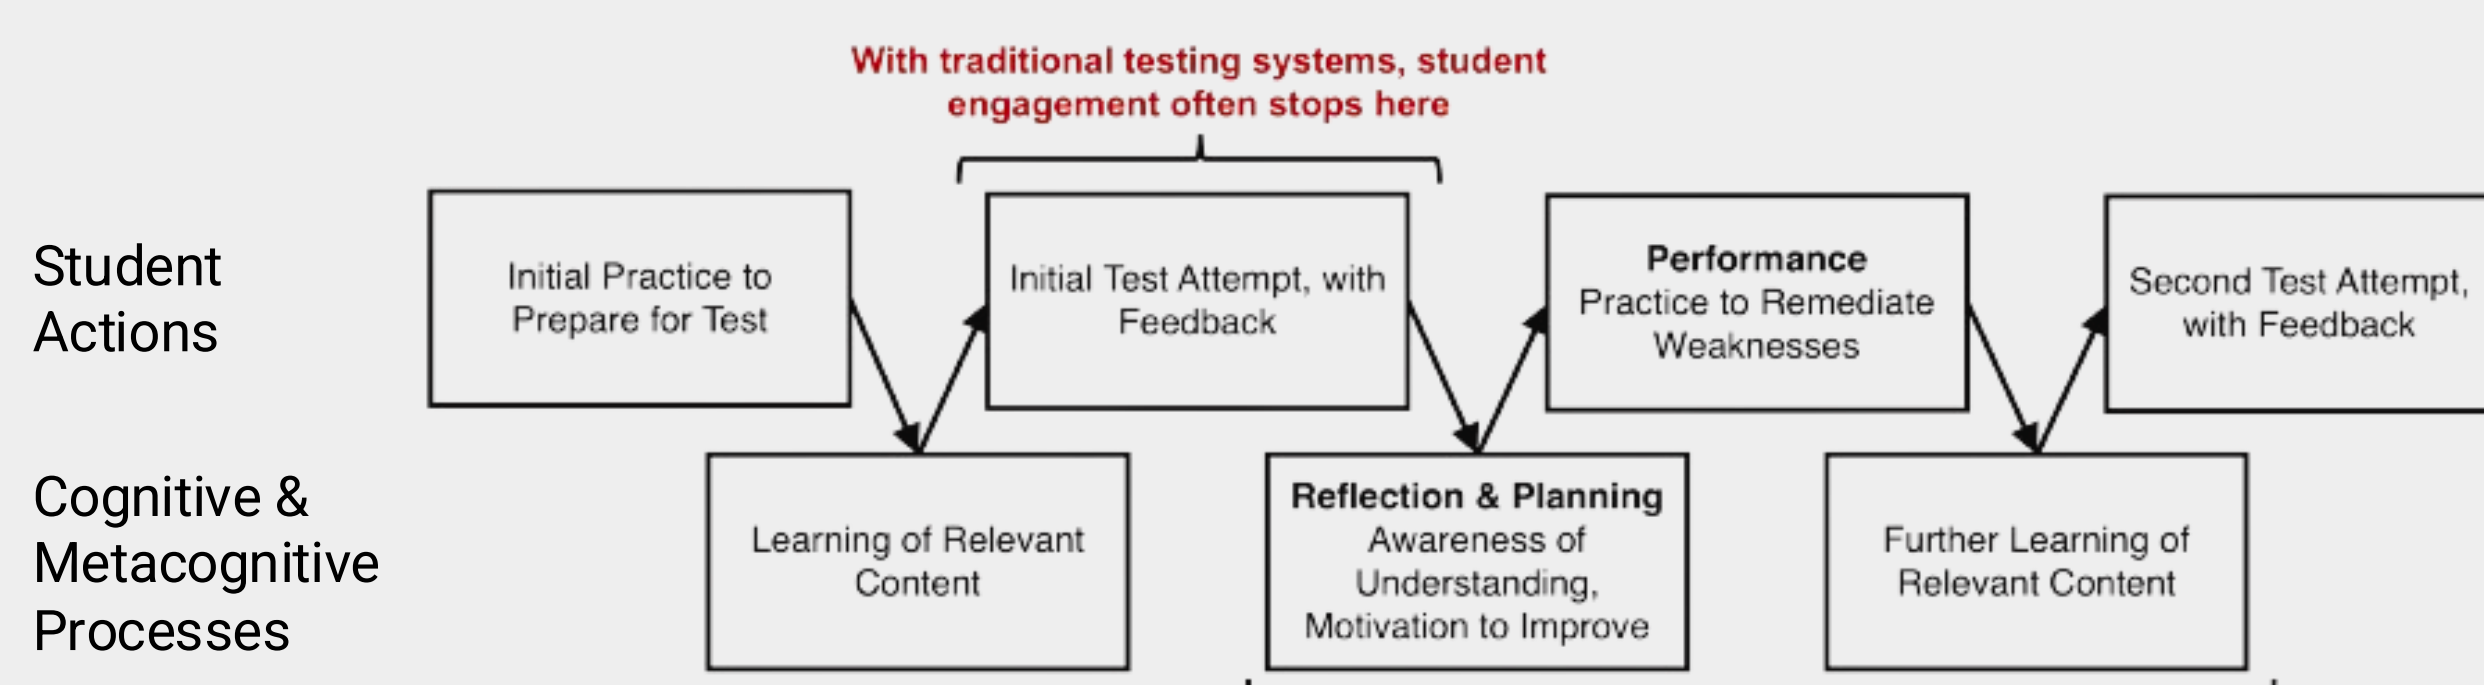 With traditional testing systems, student
engagement often stops here
Student
Actions
Initial Practice to
Prepare for Test
Initial Test Attempt, with
Feedback
Performance
Practice to Remediate
Weaknesses
Second Test Attempt,
with Feedback
Cognitive &
Metacognitive
Processes
Learning of Relevant
Content
Reflection & Planning
Awareness of
Understanding,
Motivation to Improve
Further Learning of
Relevant Content